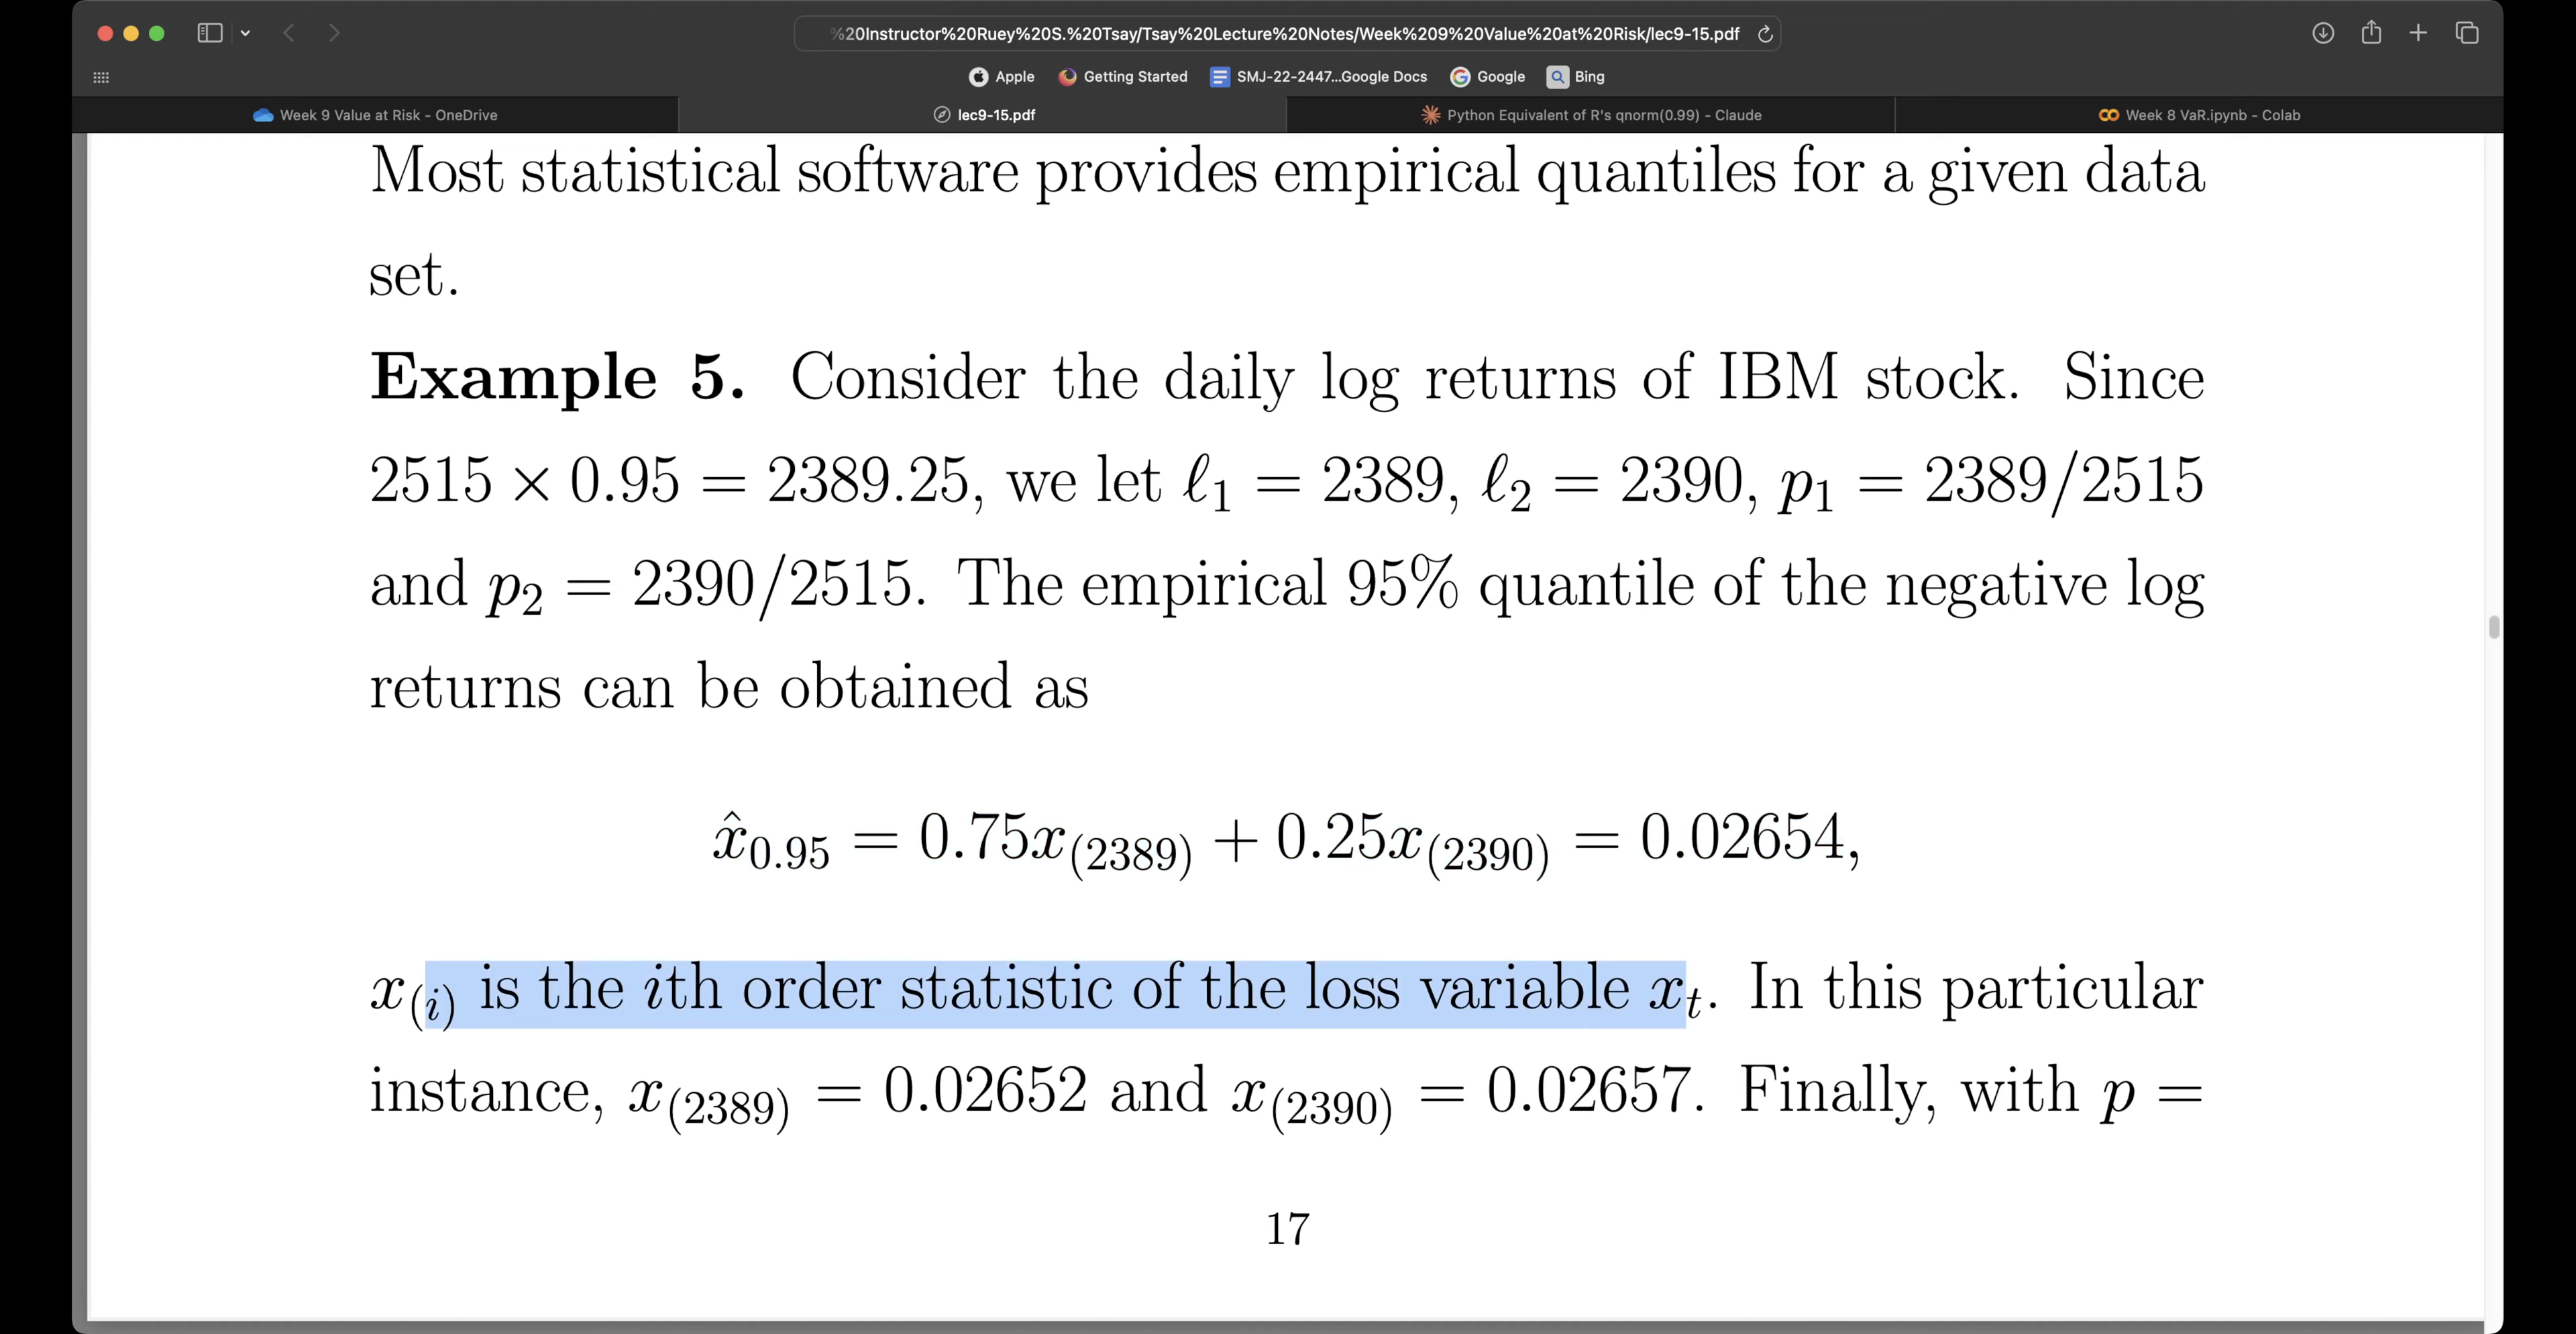 %20Instructor%20Ruey%20S.%20Tsay/Tsay%20Lecture%20Notes/Week%209%20Value%20at%20Risk/lec9-15.pdf
Apple Getting Started SMJ-22-2447...Google Docs Google Bing
Week 9 Value at Risk - OneDrive lec9-15.pdf Python Equivalent of R's qnorm(0.99) - Claude Week 8 VaR.ipynb - Colab
Most statistical software provides empirical quantiles for a given data
set.
Example 5. Consider the daily log returns of IBM stock. Since
2515 × 0.95 = 2389.25, we let ℓ₁ = 2389, ℓ₂ = 2390, p₁ = 2389/2515
and p₂ = 2390/2515. The empirical 95% quantile of the negative log
returns can be obtained as
x̂_{0.95} = 0.75x_{(2389)} + 0.25x_{(2390)} = 0.02654,
x_{(i)} is the ith order statistic of the loss variable x_t. In this particular
instance, x_{(2389)} = 0.02652 and x_{(2390)} = 0.02657. Finally, with p =
17